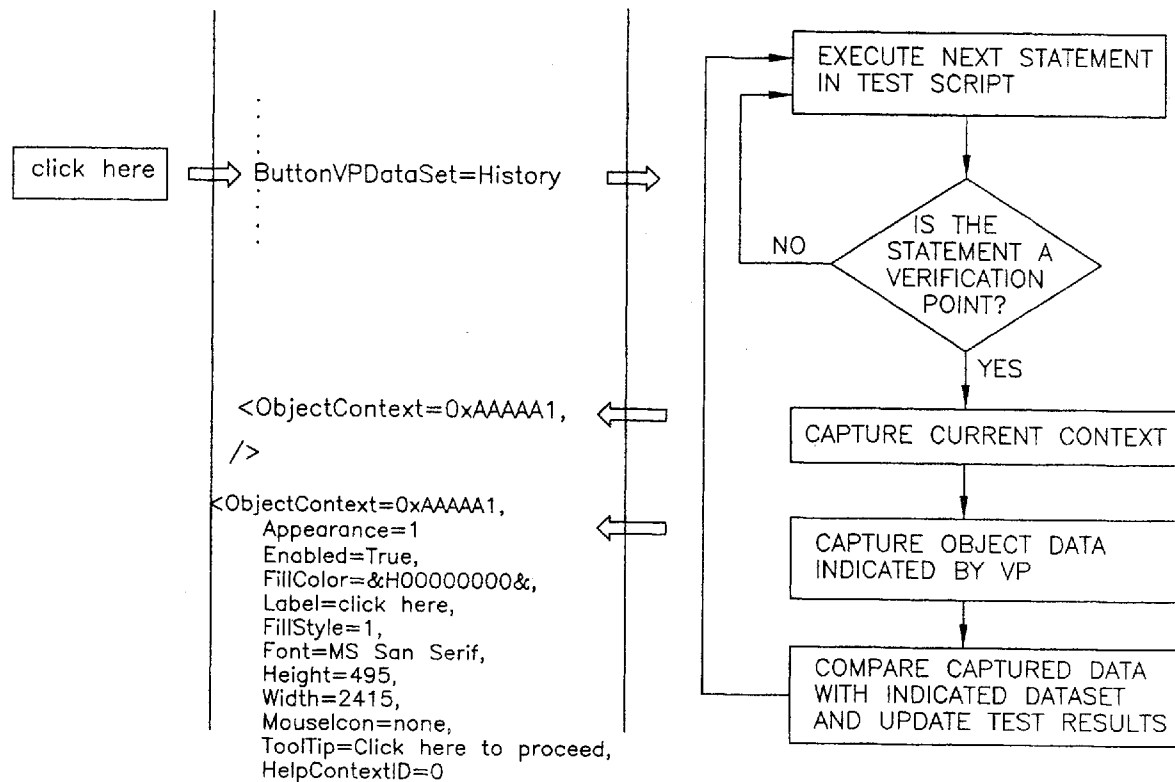 click here
ButtonVPDataSet=History
<ObjectContext=0xAAAAA1,
/>
<ObjectContext=0xAAAAA1,
Appearance=1
Enabled=True,
FillColor=&H00000000&,
Label=click here,
FillStyle=1,
Font=MS San Serif,
Height=495,
Width=2415,
MouseIcon=none,
ToolTip=Click here to proceed,
HelpContextID=0
EXECUTE NEXT STATEMENT
IN TEST SCRIPT
IS THE
STATEMENT A
VERIFICATION
POINT?
NO
YES
CAPTURE CURRENT CONTEXT
CAPTURE OBJECT DATA
INDICATED BY VP
COMPARE CAPTURED DATA
WITH INDICATED DATASET
AND UPDATE TEST RESULTS